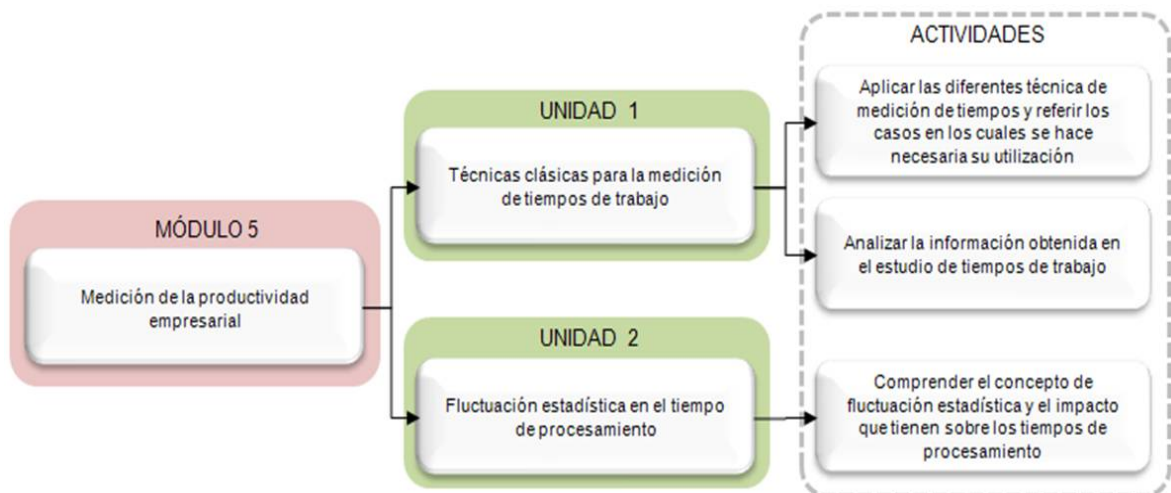 MÓDULO 5
Medición de la productividad
empresarial
UNIDAD 1
Técnicas clásicas para la medición
de tiempos de trabajo
UNIDAD 2
Fluctuación estadística en el tiempo
de procesamiento
ACTIVIDADES
Aplicar las diferentes técnica de
medición de tiempos y referir los
casos en los cuales se hace
necesaria su utilización
Analizar la información obtenida en
el estudio de tiempos de trabajo
Comprender el concepto de
fluctuación estadística y el impacto
que tienen sobre los tiempos de
procesamiento